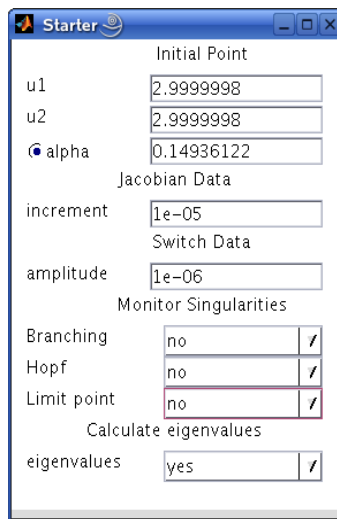 Starter
Initial Point
u1 2.9999998
u2 2.9999998
alpha 0.14936122
Jacobian Data
increment 1e-05
Switch Data
amplitude 1e-06
Monitor Singularities
Branching no
Hopf no
Limit point no
Calculate eigenvalues
eigenvalues yes